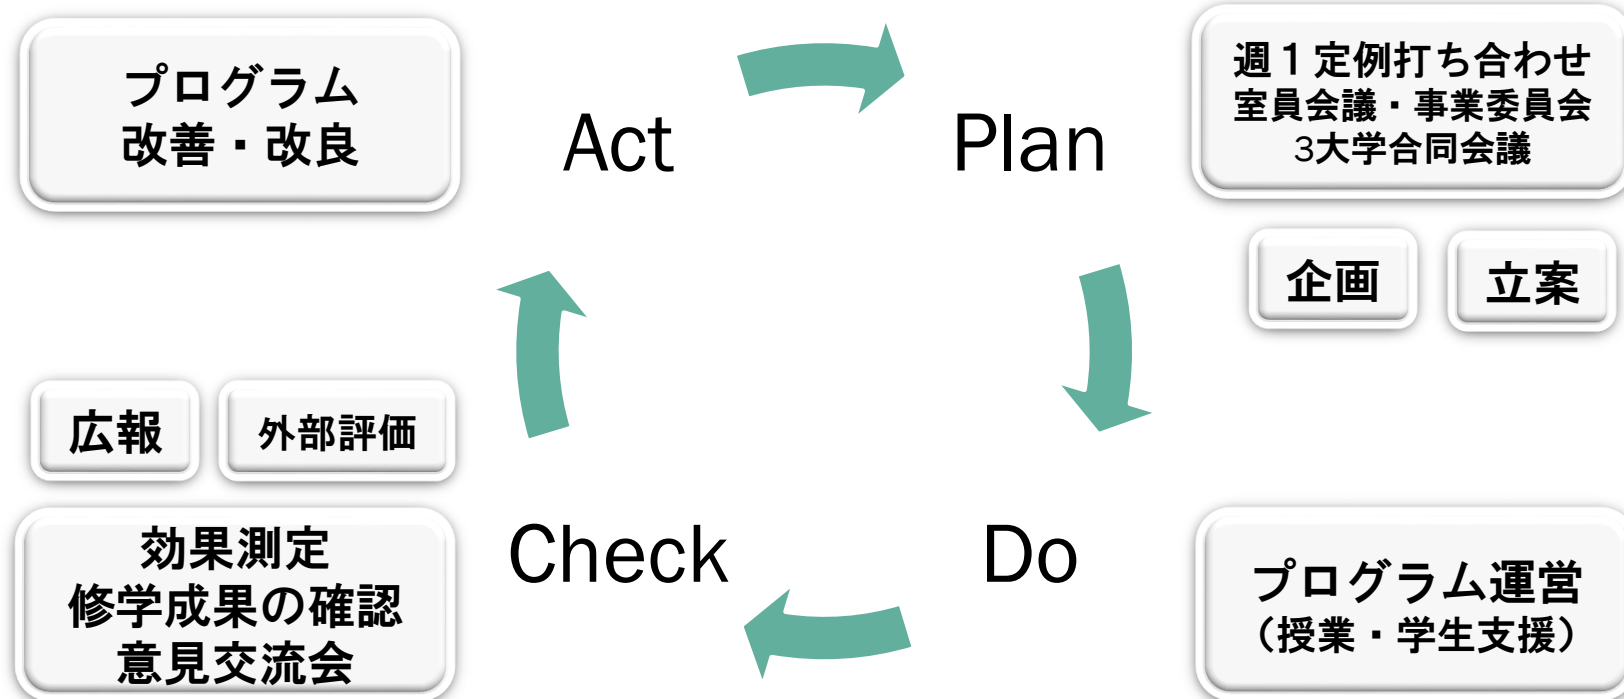 プログラム
改善・改良
Act
Plan
週１定例打ち合わせ
室員会議・事業委員会
3大学合同会議
企画
立案
広報
外部評価
効果測定
修学成果の確認
意見交流会
Check
Do
プログラム運営
（授業・学生支援）